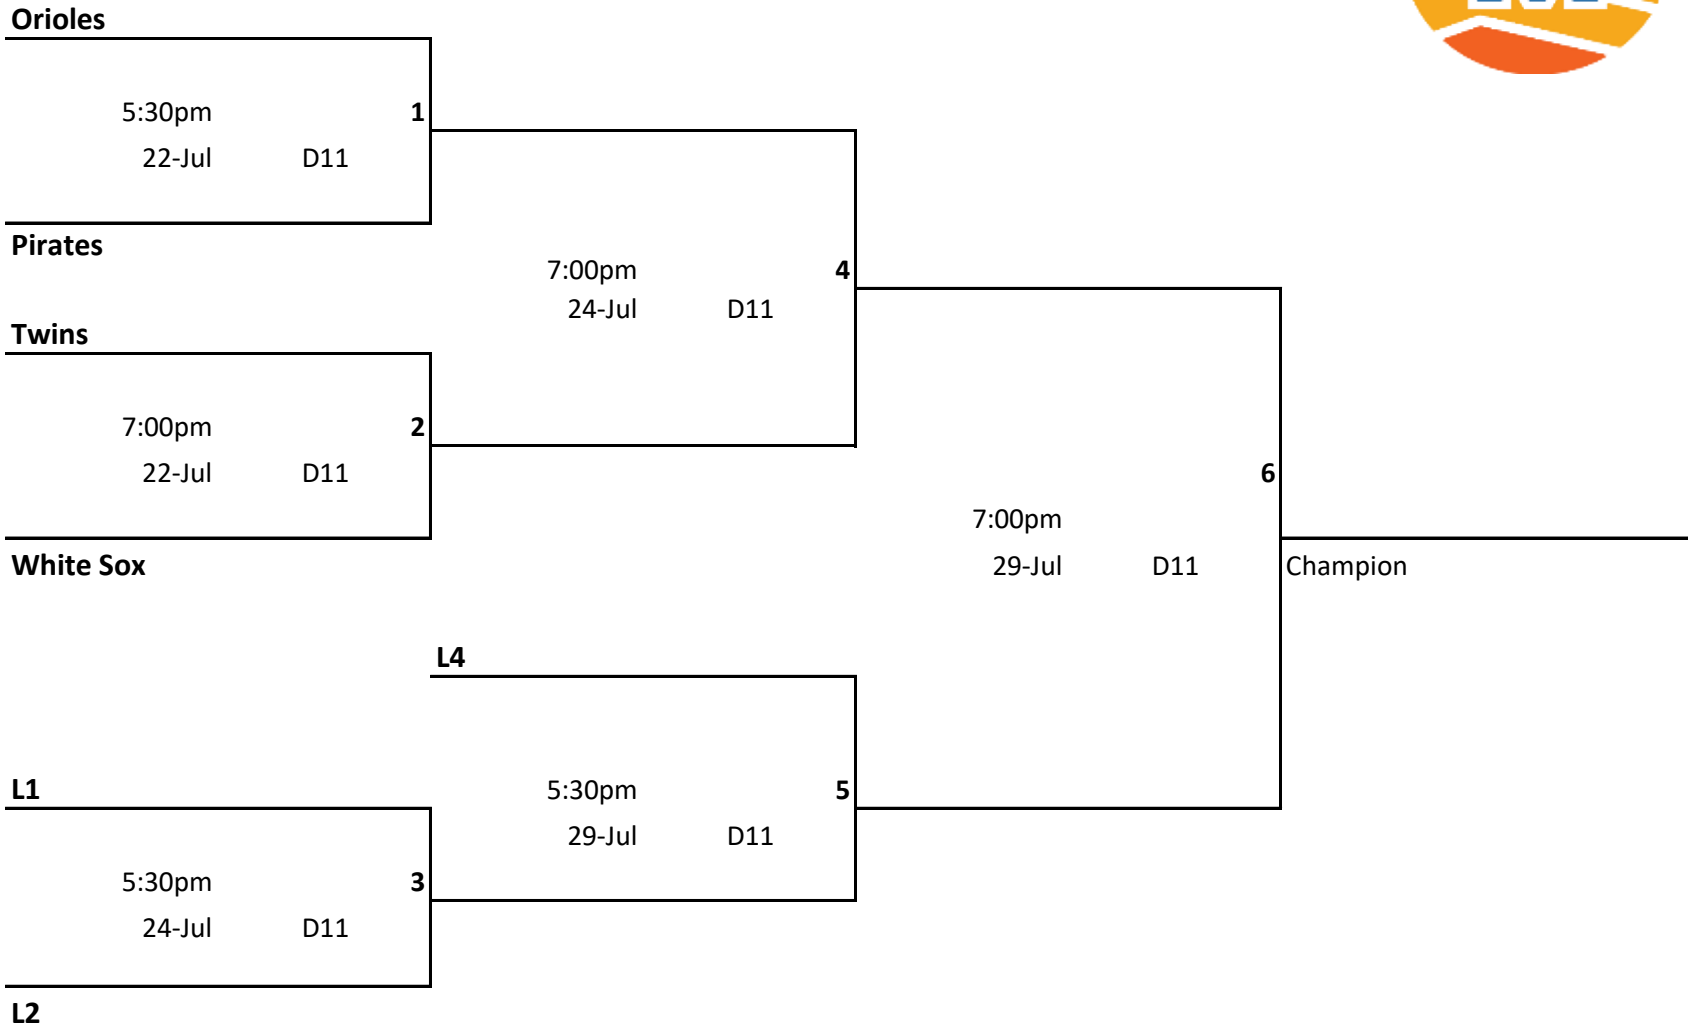 Orioles
5:30pm 1
22-Jul D11
Pirates
7:00pm 4
24-Jul D11
Twins
7:00pm 2
22-Jul D11
6
7:00pm
White Sox
29-Jul D11 Champion
L4
L1
5:30pm 5
29-Jul D11
5:30pm 3
24-Jul D11
L2